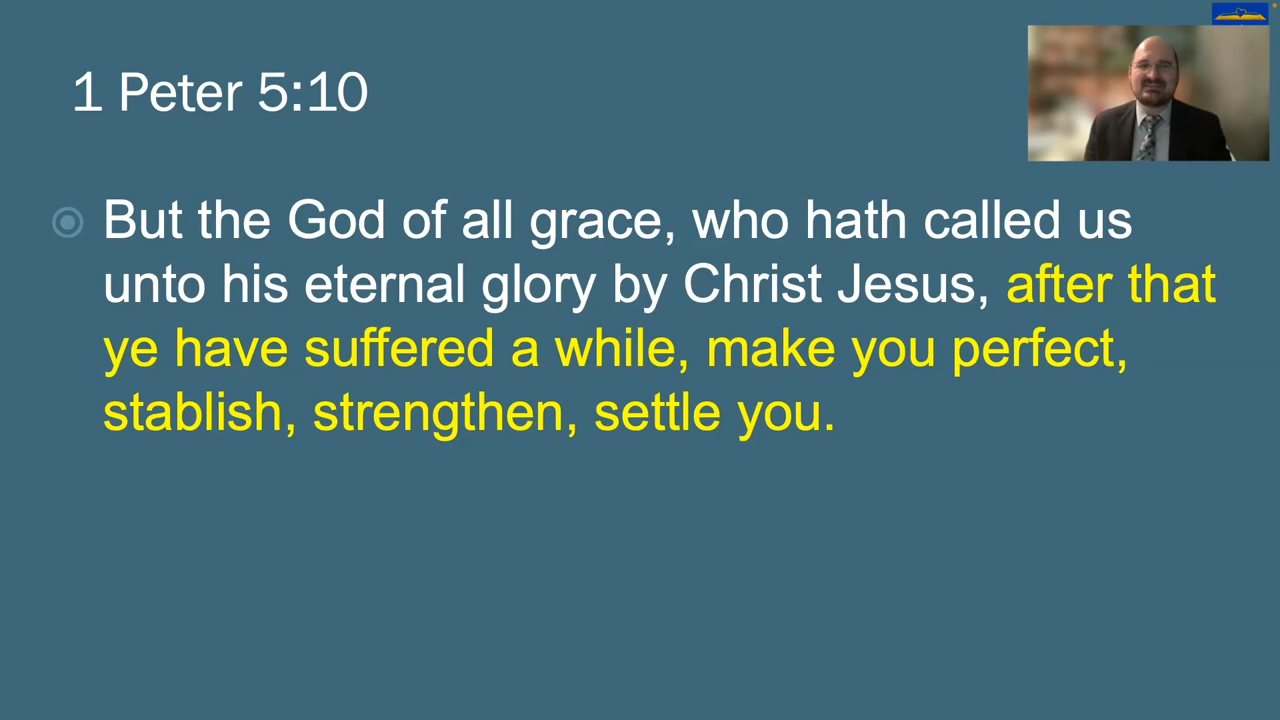 1 Peter 5:10
But the God of all grace, who hath called us
unto his eternal glory by Christ Jesus, after that
ye have suffered a while, make you perfect,
stablish, strengthen, settle you.